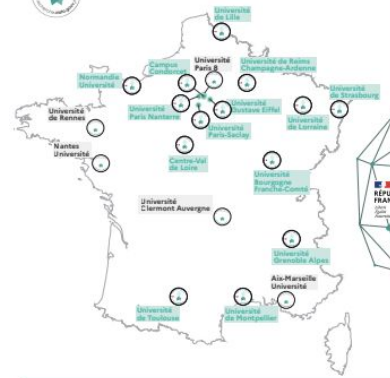 Université
de Lille
Campus
Condorcet
Université
Paris 8
Université de Reims
Champagne-Ardenne
Normandie
Université
Université
de Strasbourg
Université
de Rennes
Université
Paris Nanterre
Université
Gustave Eiffel
Université
de Lorraine
Université
Paris-Saclay
Nantes
Université
Centre-Val
de Loire
Université
Bourgogne
Franche-Comté
RÉPU
FRAN
Université
Clermont Auvergne
Université
Grenoble Alpes
Aix-Marseille
Université
Université
de Toulouse
Université
de Montpellier